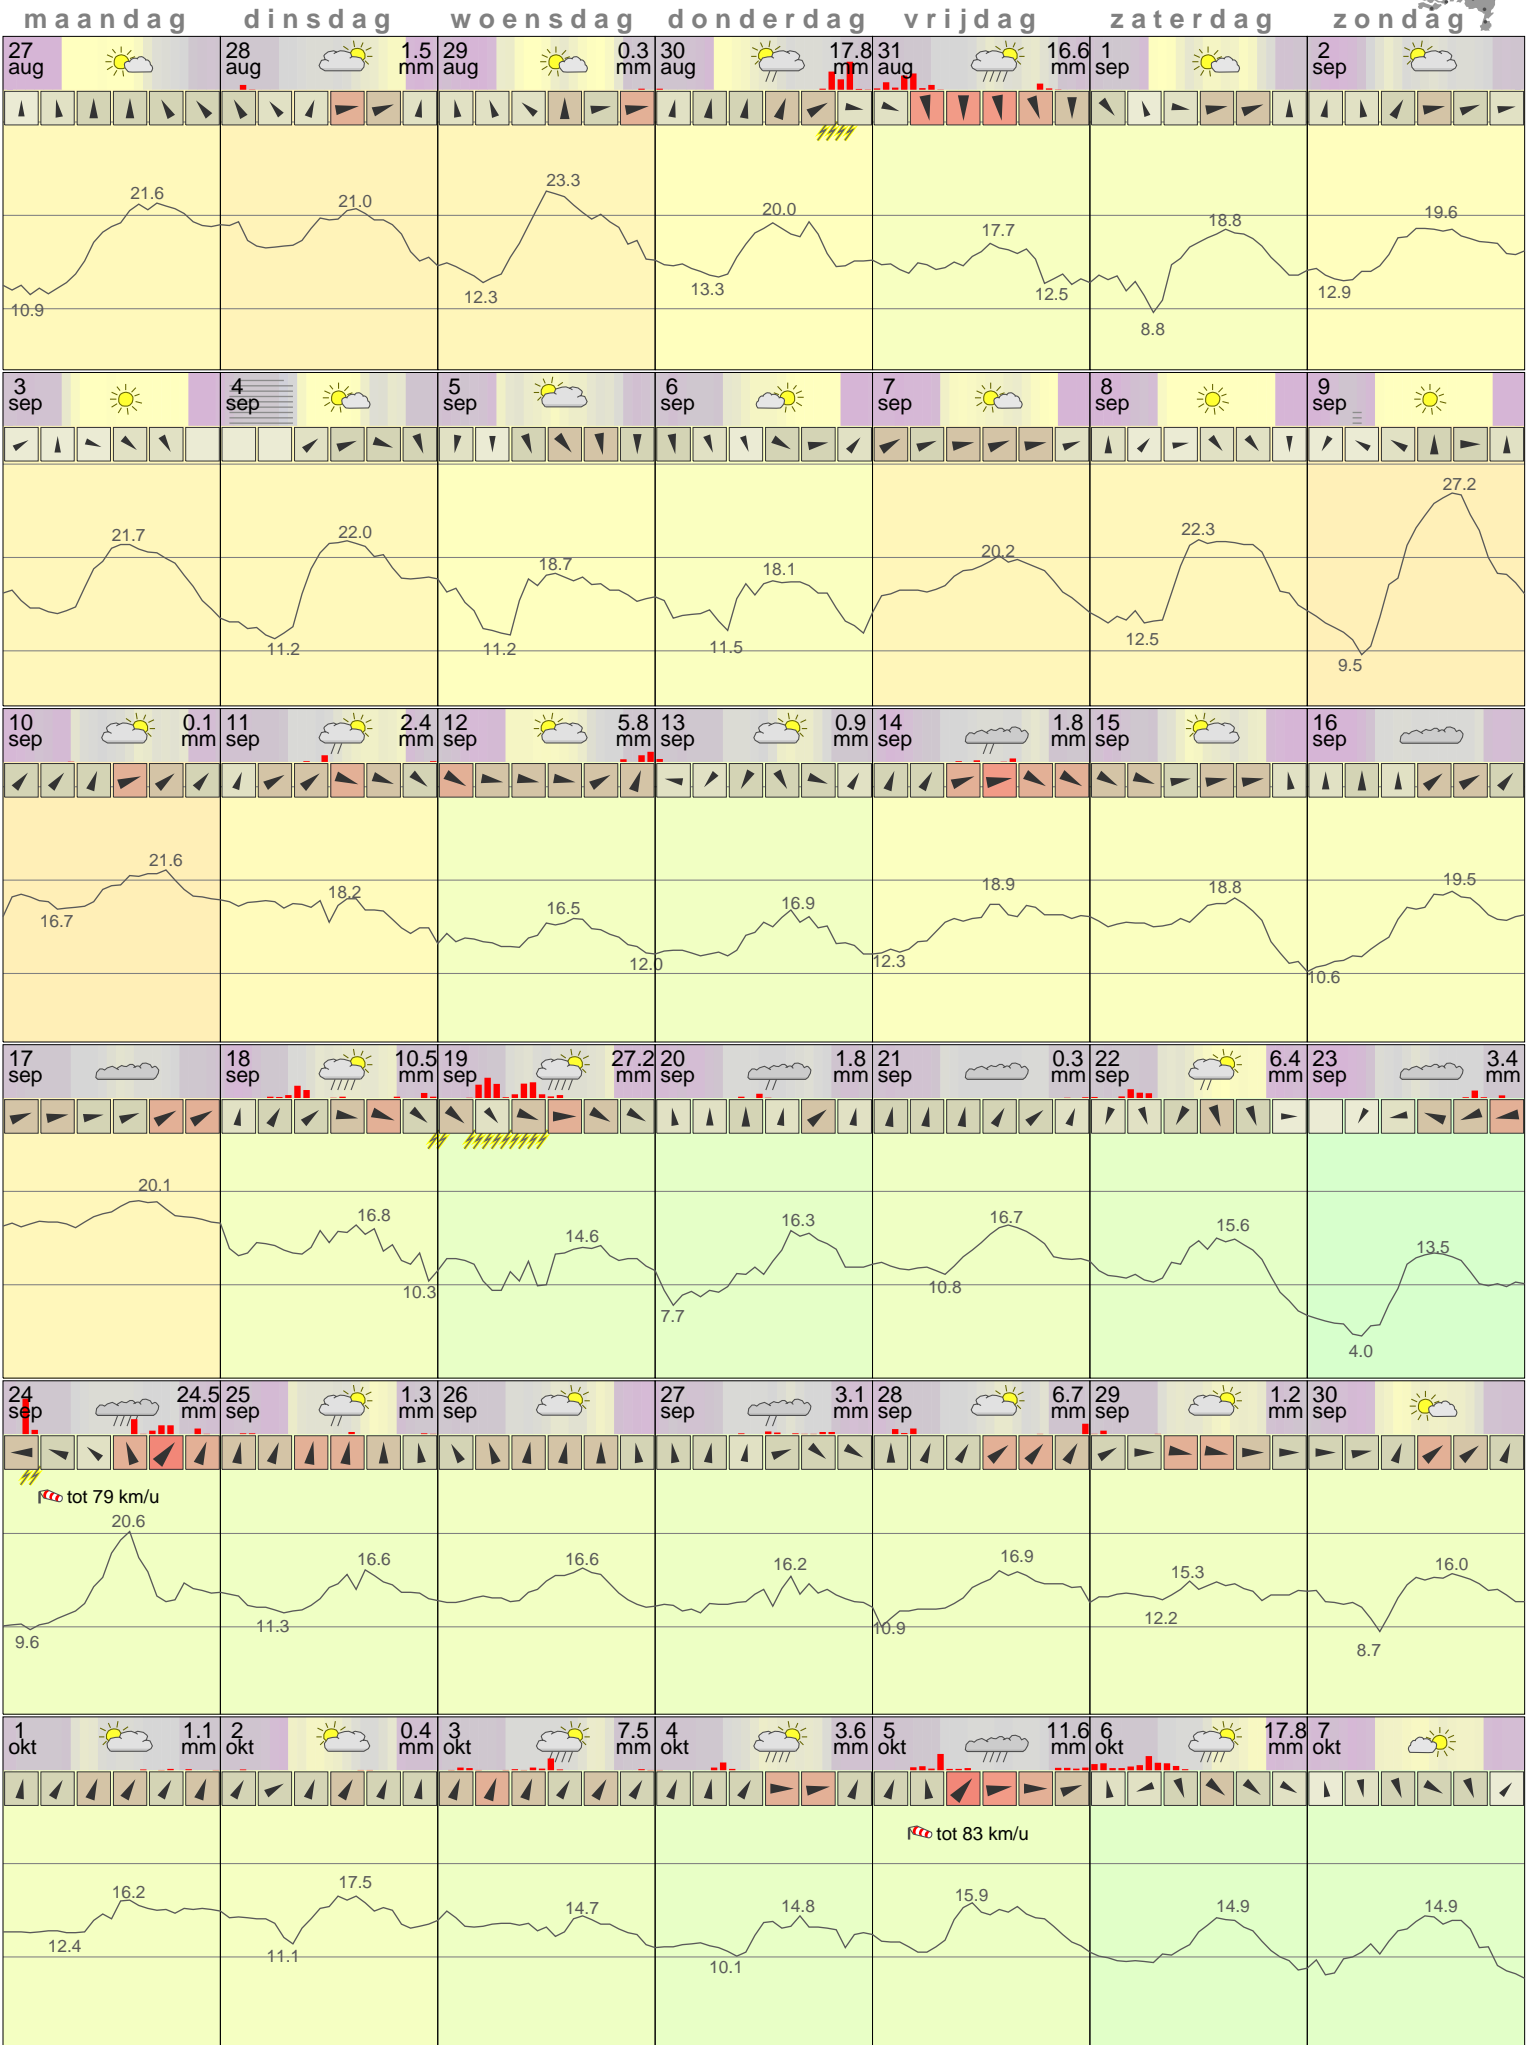 maandag dinsdag woensdag donderdag vrijdag zaterdag zondag
27 28 1.5 29 0.3 30 17.8 31 16.6 1 2
aug aug mm aug mm aug mm aug mm sep sep
21.6 21.0 23.3 20.0 17.7 18.8 19.6
10.9 12.3 13.3 12.5 8.8 12.9
3 4 5 6 7 8 9
sep sep sep sep sep sep sep
21.7 22.0 18.7 18.1 20.2 22.3 27.2
11.2 11.2 11.5 12.5 9.5
10 0.1 11 2.4 12 5.8 13 0.9 14 1.8 15 16
sep mm sep mm sep mm sep mm sep mm sep sep
21.6 18.2 16.5 16.9 18.9 18.8 19.5
16.7 12.0 12.3 10.6
17 18 10.5 19 27.2 20 1.8 21 0.3 22 6.4 23 3.4
sep sep mm sep mm sep mm sep mm sep mm sep mm
20.1 16.8 14.6 16.3 16.7 15.6 13.5
10.3 7.7 10.8 4.0
24 24.5 25 1.3 26 27 3.1 28 6.7 29 1.2 30
sep mm sep mm sep sep mm sep mm sep mm sep
tot 79 km/u
20.6 16.6 16.6 16.2 16.9 15.3 16.0
9.6 11.3 10.9 12.2 8.7
1 1.1 2 0.4 3 7.5 4 3.6 5 11.6 6 17.8 7
okt mm okt mm okt mm okt mm okt mm okt mm okt
tot 83 km/u
16.2 17.5 14.7 14.8 15.9 14.9 14.9
12.4 11.1 10.1